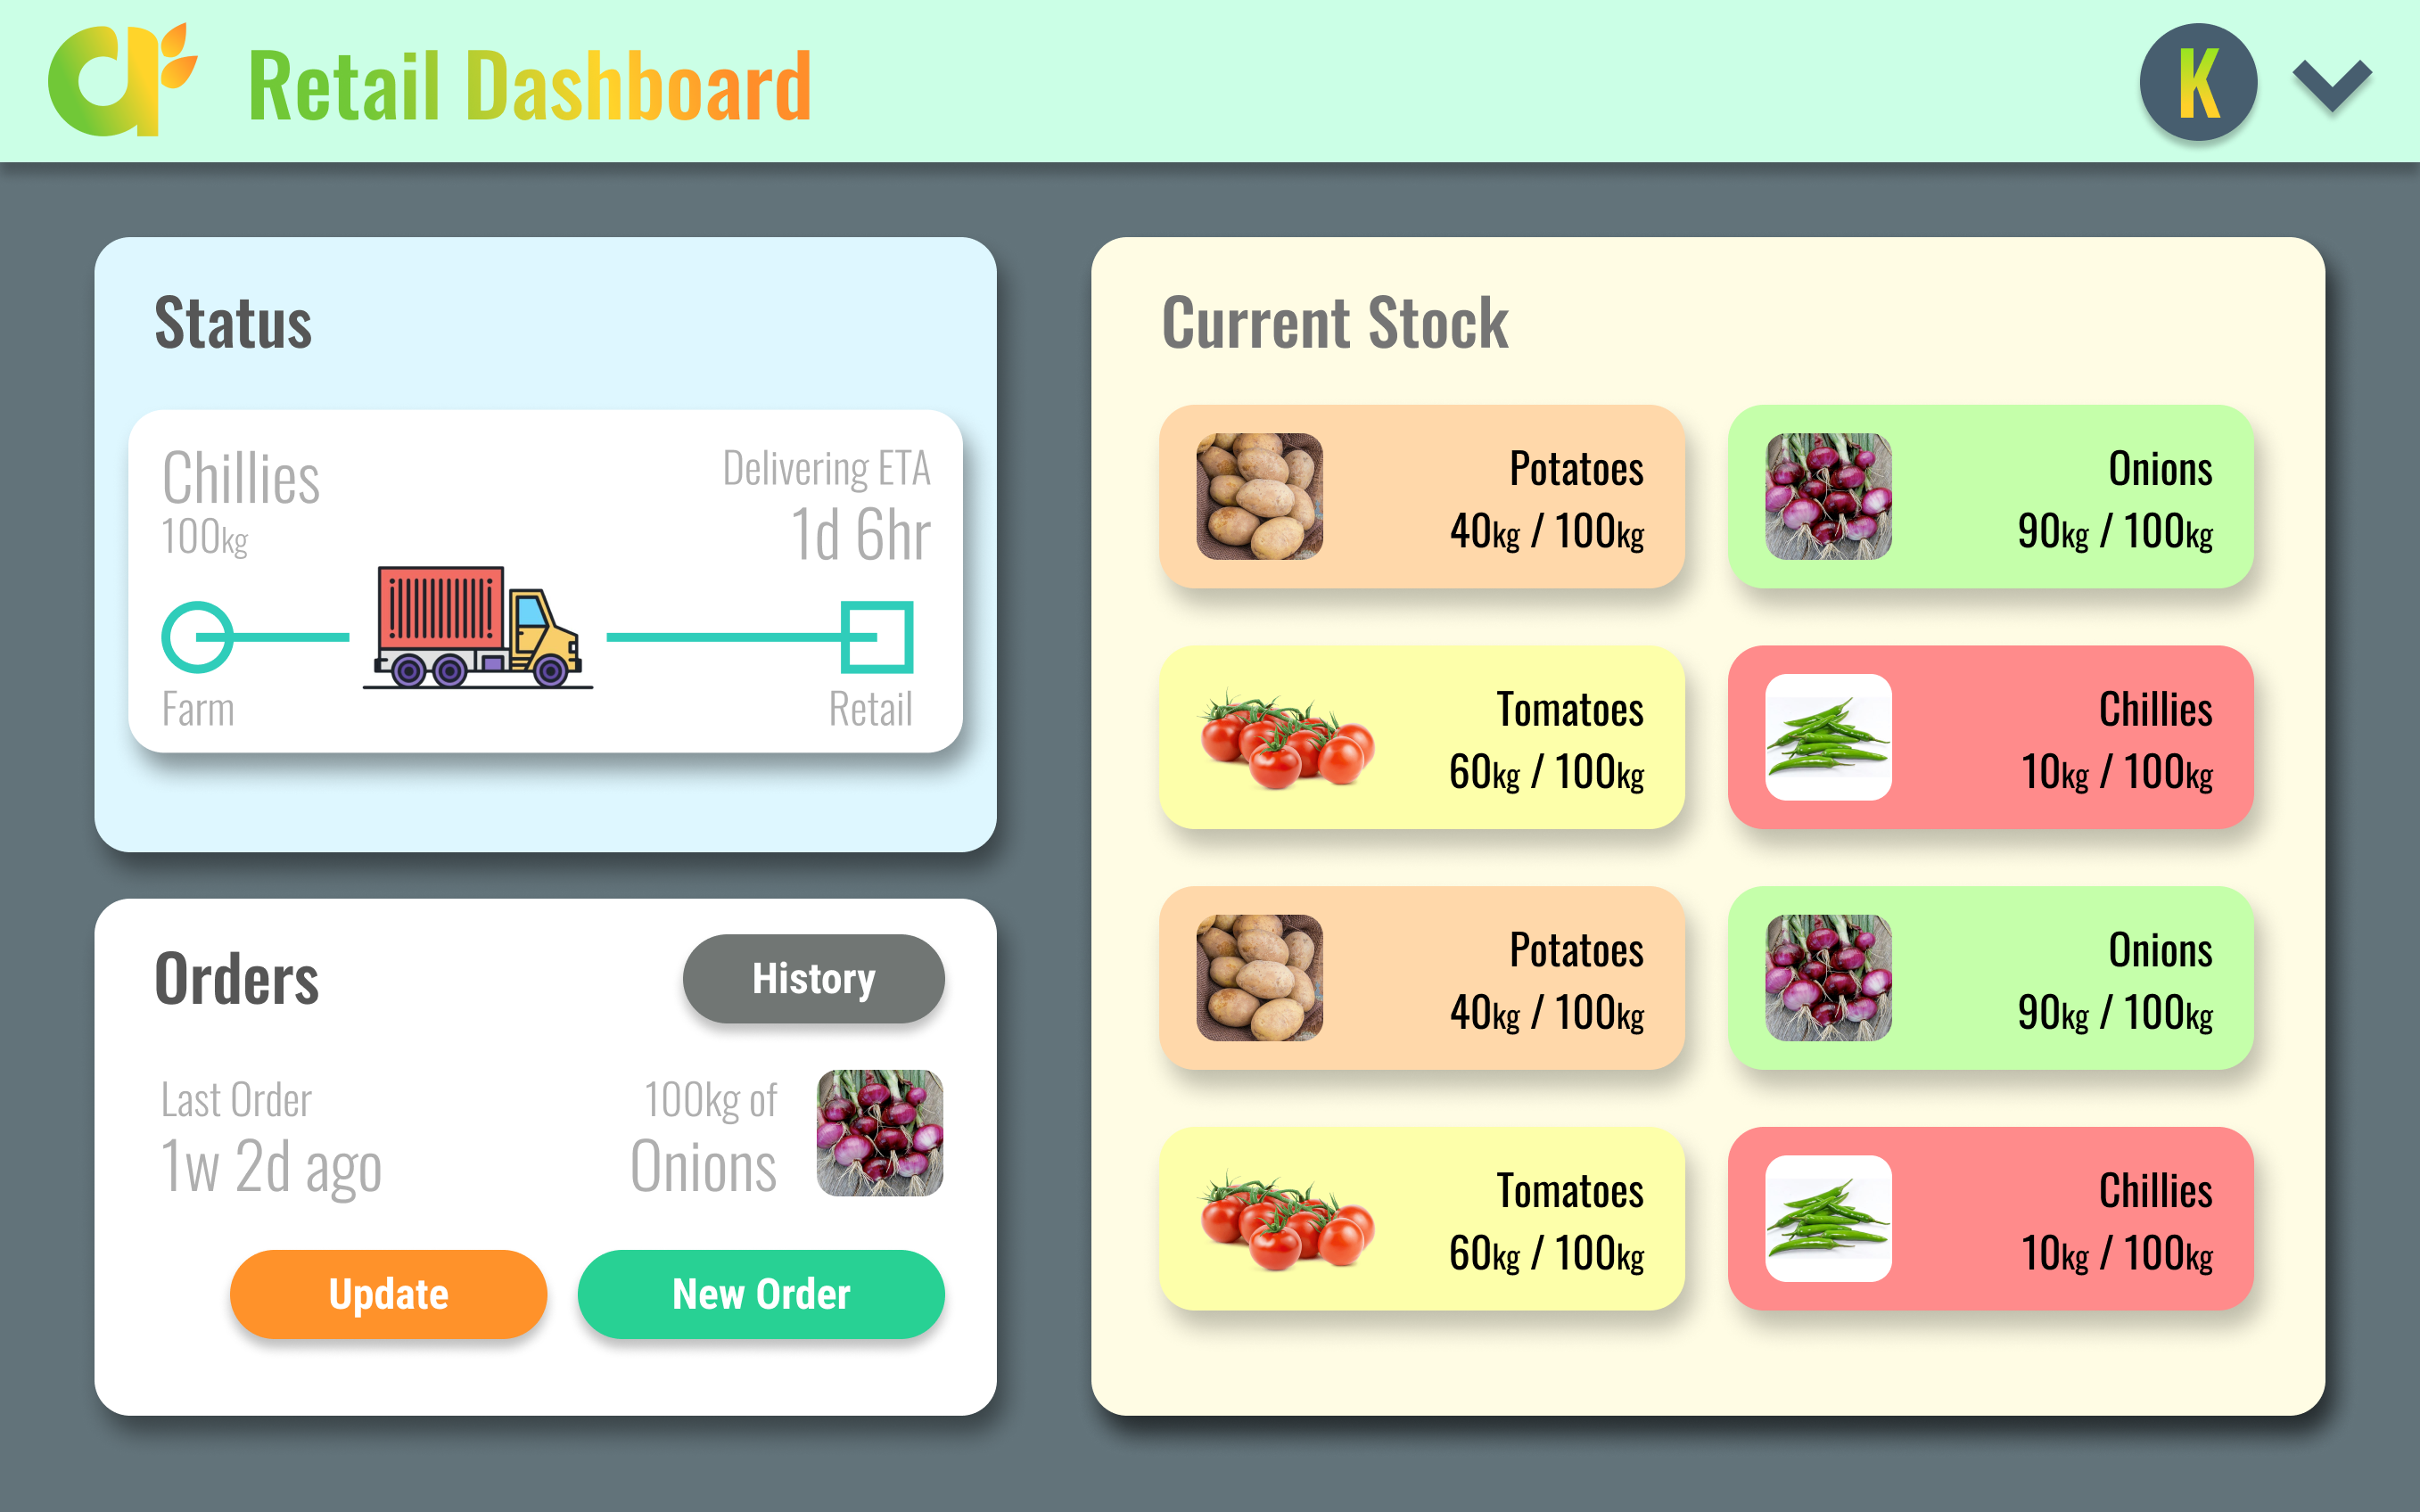 Retail Dashboard
K
Status
Chillies
100kg
Delivering ETA
1d 6hr
Farm
Retail
Orders
History
Last Order
1w 2d ago
100kg of
Onions
Update
New Order
Current Stock
Potatoes
40kg / 100kg
Onions
90kg / 100kg
Tomatoes
60kg / 100kg
Chillies
10kg / 100kg
Potatoes
40kg / 100kg
Onions
90kg / 100kg
Tomatoes
60kg / 100kg
Chillies
10kg / 100kg